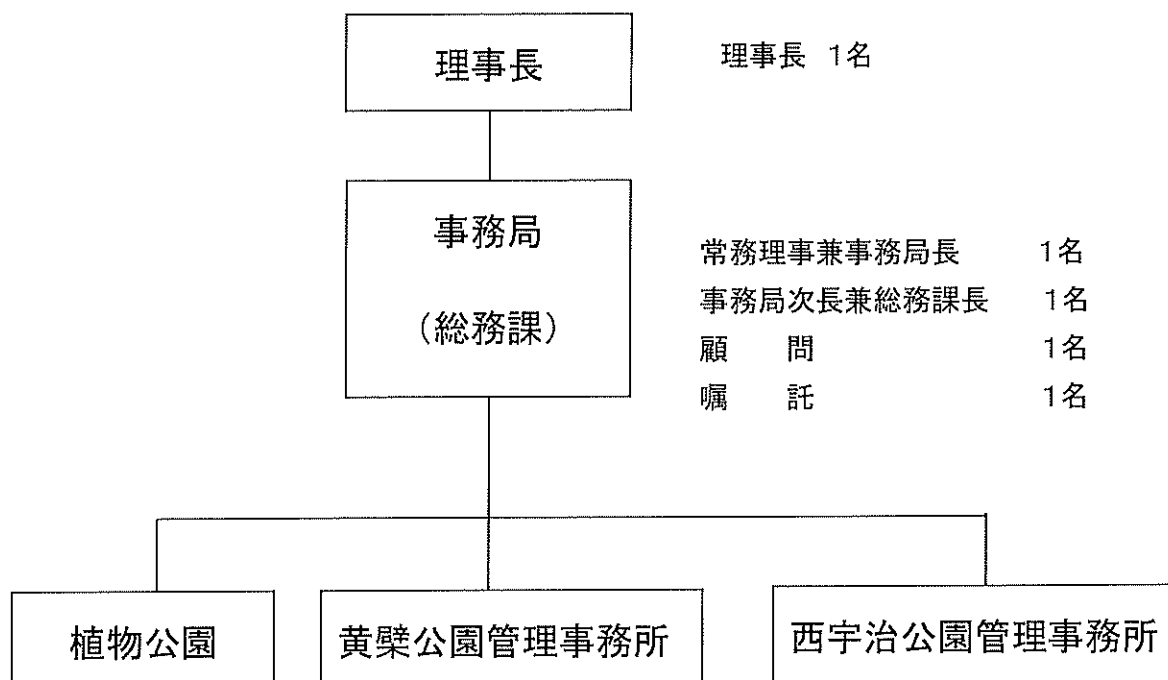 理事長
理事長 1名
事務局
(総務課)
常務理事兼事務局長 1名
事務局次長兼総務課長 1名
顧 問 1名
嘱 託 1名
植物公園
黄檗公園管理事務所
西宇治公園管理事務所